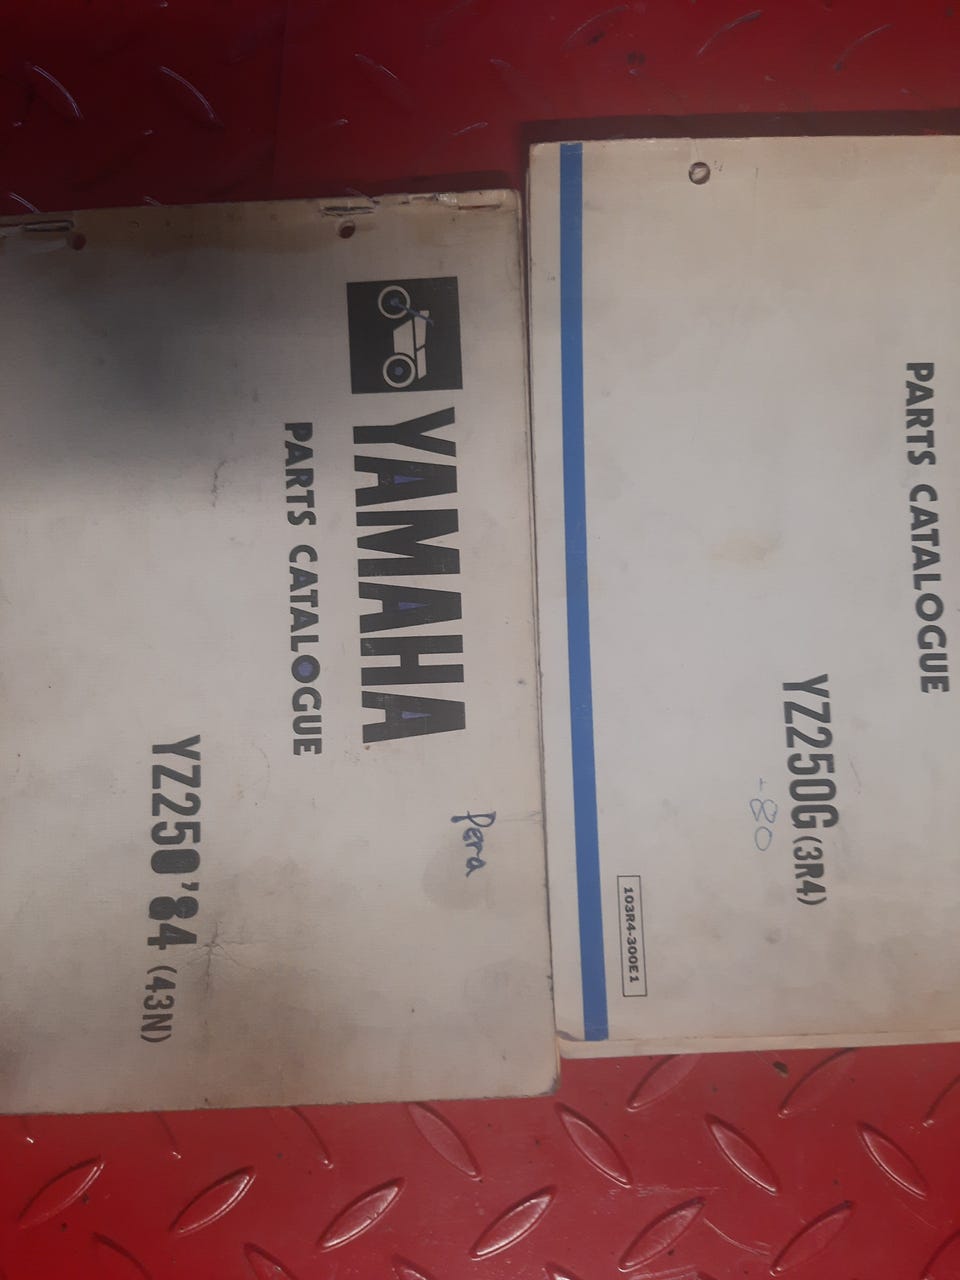 PARTS CATALOGUE
YZ250G (3R4)
-80
103R4-300E1
Pera
YAMAHA
PARTS CATALOGUE
YZ250'84 (43N)